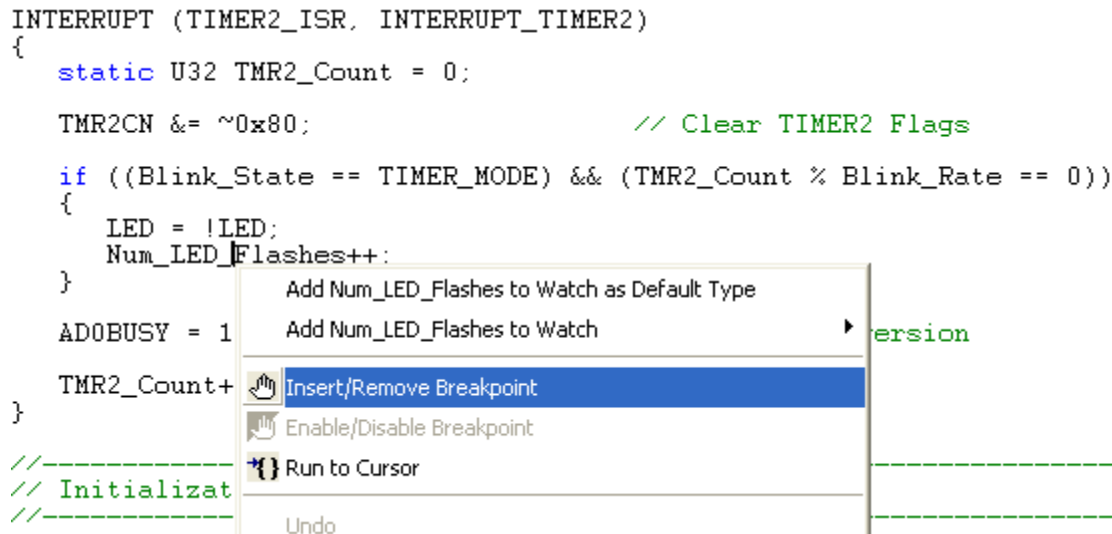 INTERRUPT (TIMER2_ISR, INTERRUPT_TIMER2)
{
static U32 TMR2_Count = 0;
TMR2CN &= ~0x80; // Clear TIMER2 Flags
if ((Blink_State == TIMER_MODE) && (TMR2_Count % Blink_Rate == 0))
{
LED = !LED;
Num_LED_Flashes++;
}
Add Num_LED_Flashes to Watch as Default Type
AD0BUSY = 1 ersion
Add Num_LED_Flashes to Watch
TMR2_Count+
Insert/Remove Breakpoint
}
Enable/Disable Breakpoint
//------------ ----------------
Run to Cursor
// Initializat
//------------ ----------------
Undo